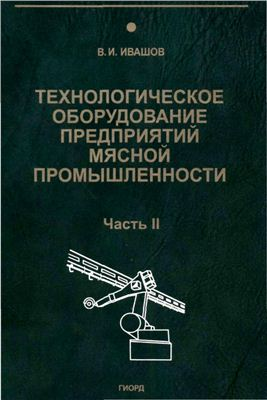 В. И. ИВАШОВ
ТЕХНОЛОГИЧЕСКОЕ
ОБОРУДОВАНИЕ
ПРЕДПРИЯТИЙ
МЯСНОЙ
ПРОМЫШЛЕННОСТИ
Часть II
ГИОРД